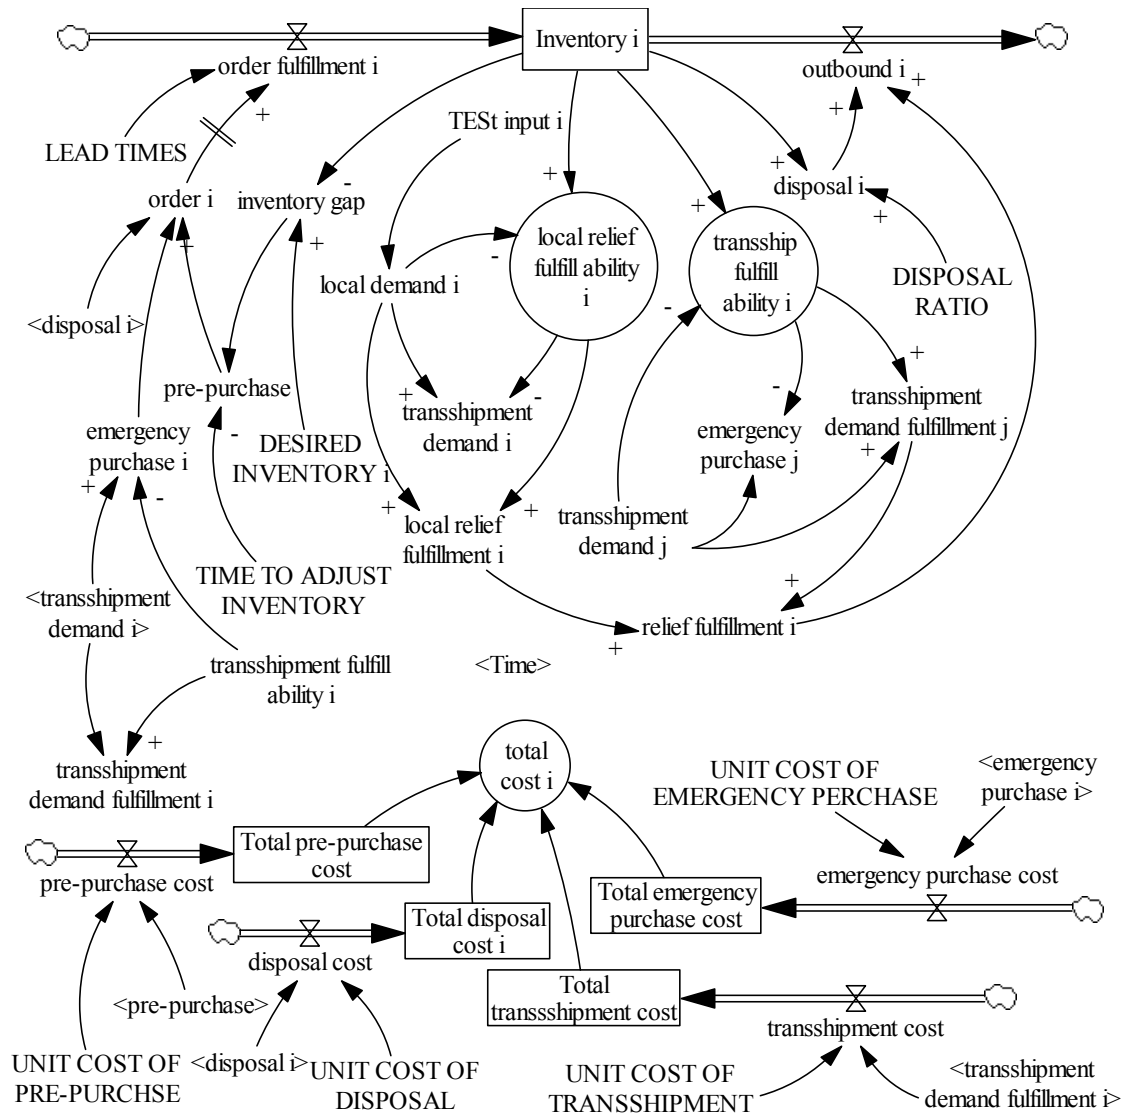 Inventory i
order fulfillment i
outbound i
+
+
+
TESt input i
LEAD TIMES
order i
inventory gap
-
+
+
disposal i
+
+
+
+
local relief
fulfill ability
i
transship
fulfill
ability i
-
local demand i
DISPOSAL
RATIO
<disposal i>
-
+
pre-purchase
-
+
-
transshipment
demand i
transshipment
demand fulfillment j
emergency
purchase i
-
DESIRED
INVENTORY i
emergency
purchase j
+
+
-
+
+
local relief
fulfillment i
transshipment
demand j
TIME TO ADJUST
INVENTORY
+
<transshipment
demand i>
relief fulfillment i
+
transshipment fulfill
ability i
<Time>
+
transshipment
demand fulfillment i
total
cost i
UNIT COST OF
EMERGENCY PERCHASE
<emergency
purchase i>
Total pre-purchase
cost
pre-purchase cost
emergency purchase cost
Total emergency
purchase cost
Total disposal
cost i
disposal cost
Total
transsshipment cost
<pre-purchase>
transshipment cost
UNIT COST OF
PRE-PURCHSE
<disposal i>
UNIT COST OF
DISPOSAL
UNIT COST OF
TRANSSHIPMENT
<transshipment
demand fulfillment i>